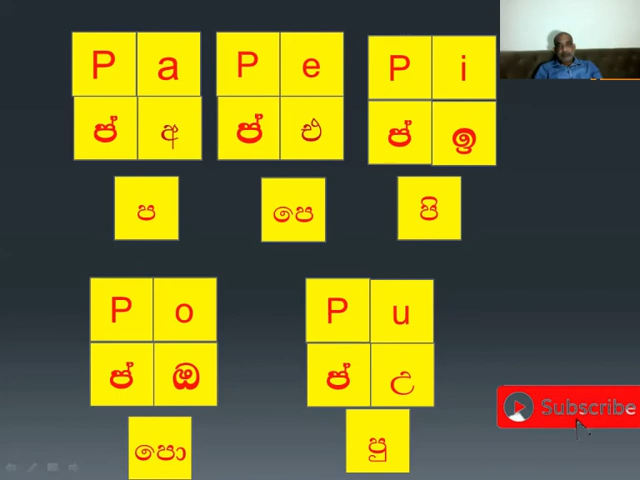 P a P e P i
ප් අ ප් එ ප් ඉ
ප පෙ පි
P o P u
ප් ඔ ප් උ
පො පු
Subscribe